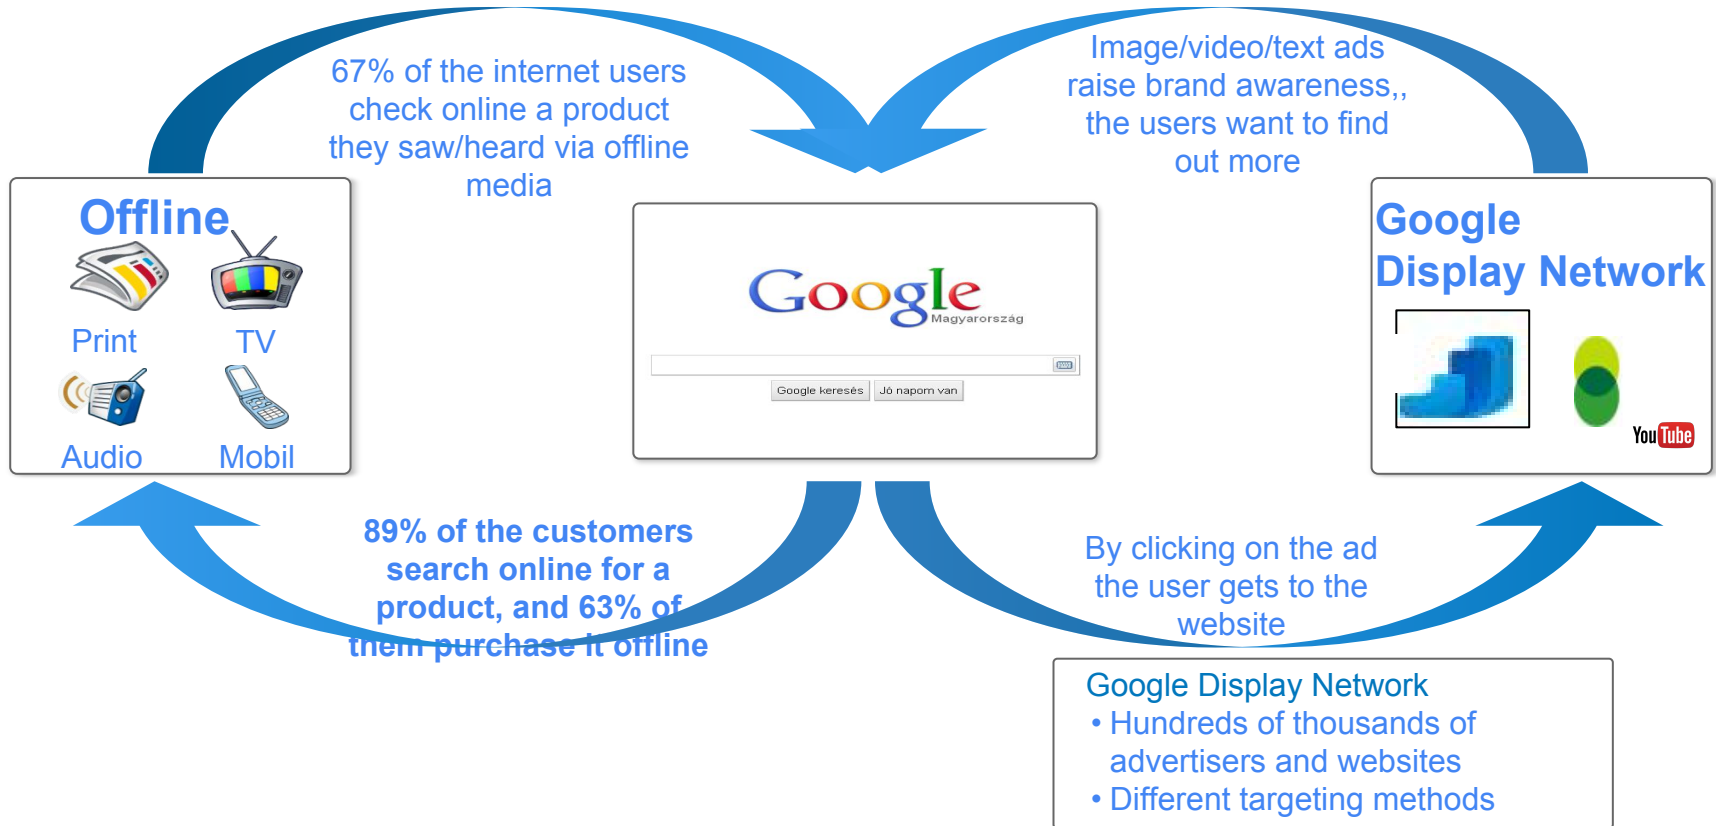 67% of the internet users
check online a product
they saw/heard via offline
media
Image/video/text ads
raise brand awareness,,
the users want to find
out more
Offline
Print
TV
Audio
Mobil
Google
Magyarország
Google keresés
Jó napom van
Google
Display Network
YouTube
89% of the customers
search online for a
product, and 63% of
them purchase it offline
By clicking on the ad
the user gets to the
website
Google Display Network
• Hundreds of thousands of
advertisers and websites
• Different targeting methods